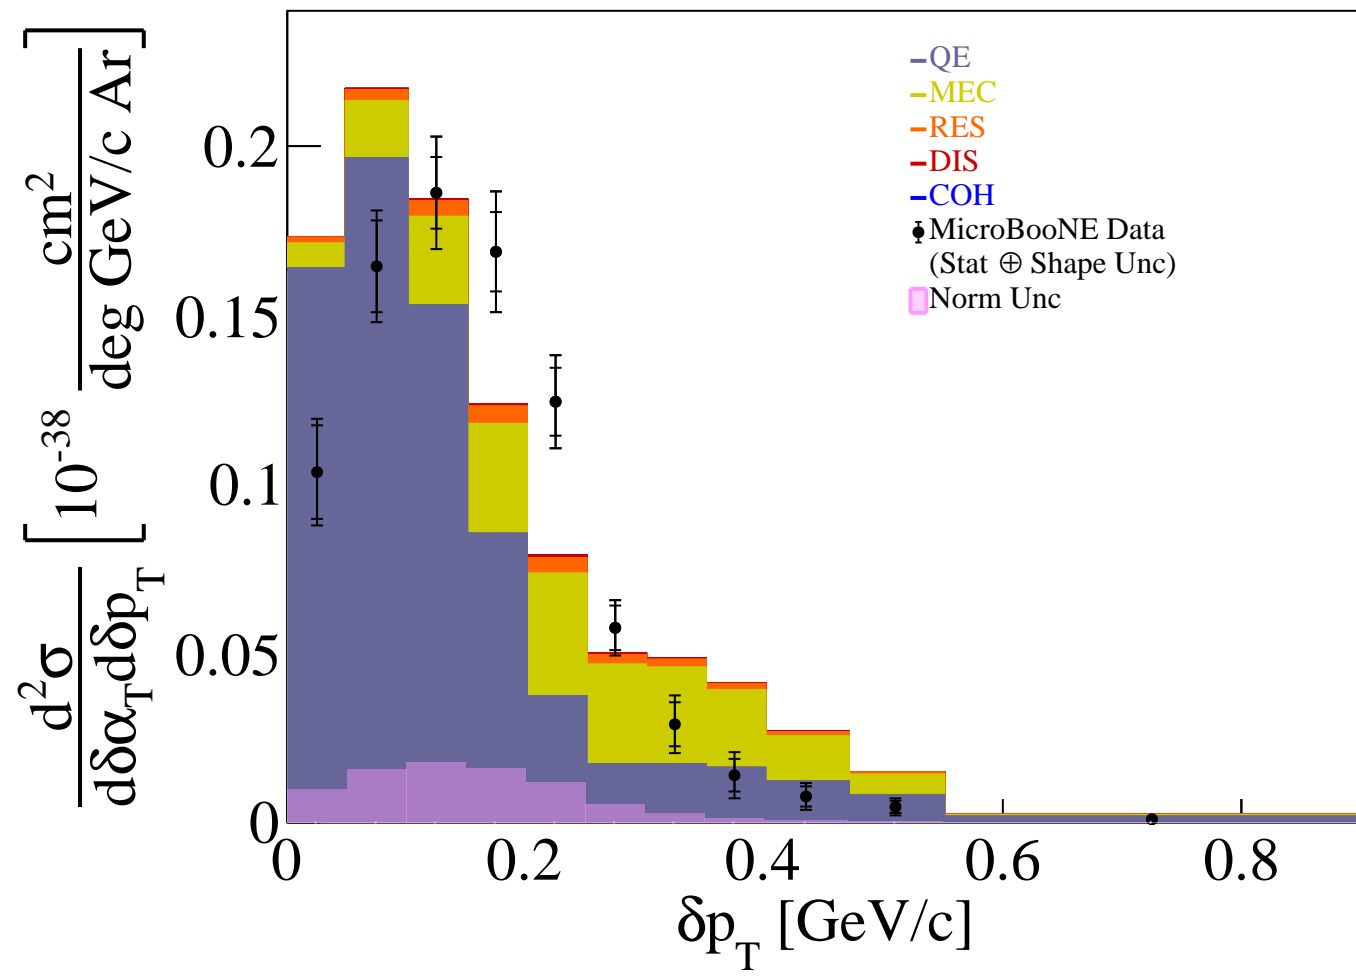 d²σ / dδα_T dδp_T [10⁻³⁸ cm² / deg GeV/c Ar]
QE
MEC
RES
DIS
COH
MicroBooNE Data
(Stat ⊕ Shape Unc)
Norm Unc
0.2
0.15
0.1
0.05
0
0 0.2 0.4 0.6 0.8
δp_T [GeV/c]